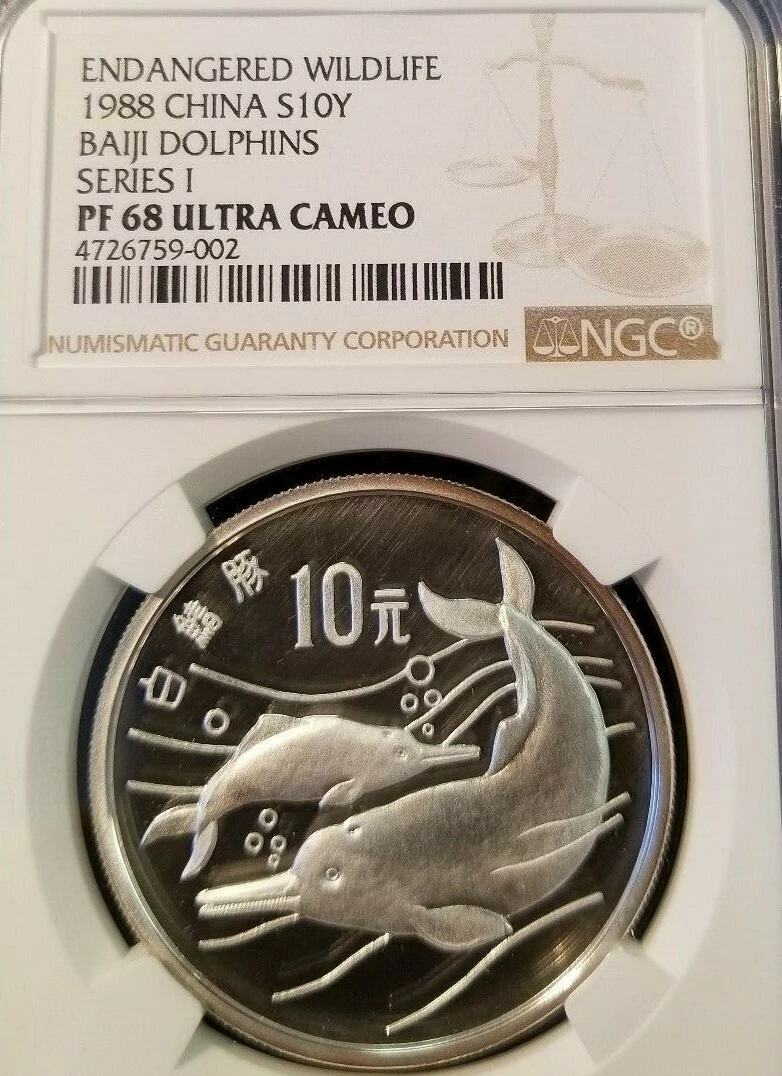 ENDANGERED WILDLIFE
1988 CHINA S10Y
BAIJI DOLPHINS
SERIES I
PF 68 ULTRA CAMEO
4726759-002
NUMISMATIC GUARANTY CORPORATION
NGC®
10元
白鱀豚